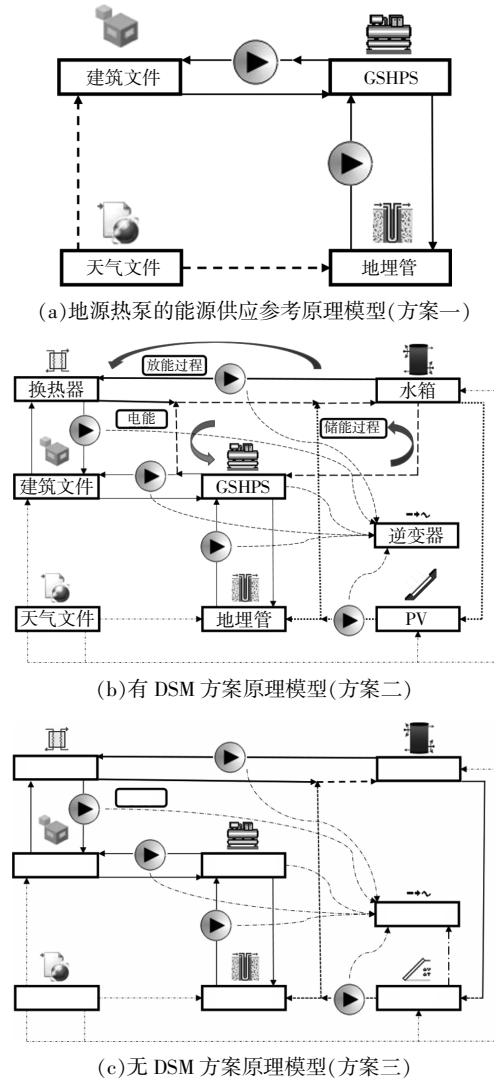 建筑文件
GSHPS
天气文件
地埋管
(a)地源热泵的能源供应参考原理模型(方案一)
放能过程
换热器
水箱
电能
储能过程
建筑文件
GSHPS
逆变器
天气文件
地埋管
PV
(b)有 DSM 方案原理模型(方案二)
(c)无 DSM 方案原理模型(方案三)